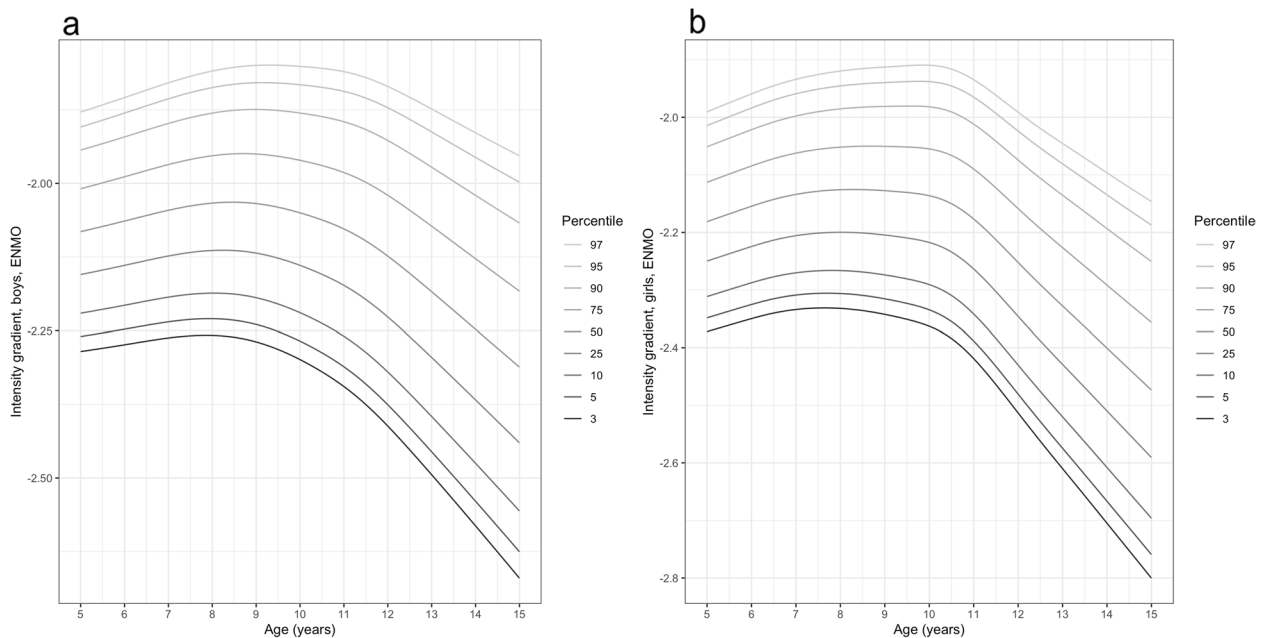 a
Intensity gradient, boys, ENMO
-2.00
-2.25
-2.50
5 6 7 8 9 10 11 12 13 14 15
Age (years)
Percentile
97
95
90
75
50
25
10
5
3
b
Intensity gradient, girls, ENMO
-2.0
-2.2
-2.4
-2.6
-2.8
5 6 7 8 9 10 11 12 13 14 15
Age (years)
Percentile
97
95
90
75
50
25
10
5
3